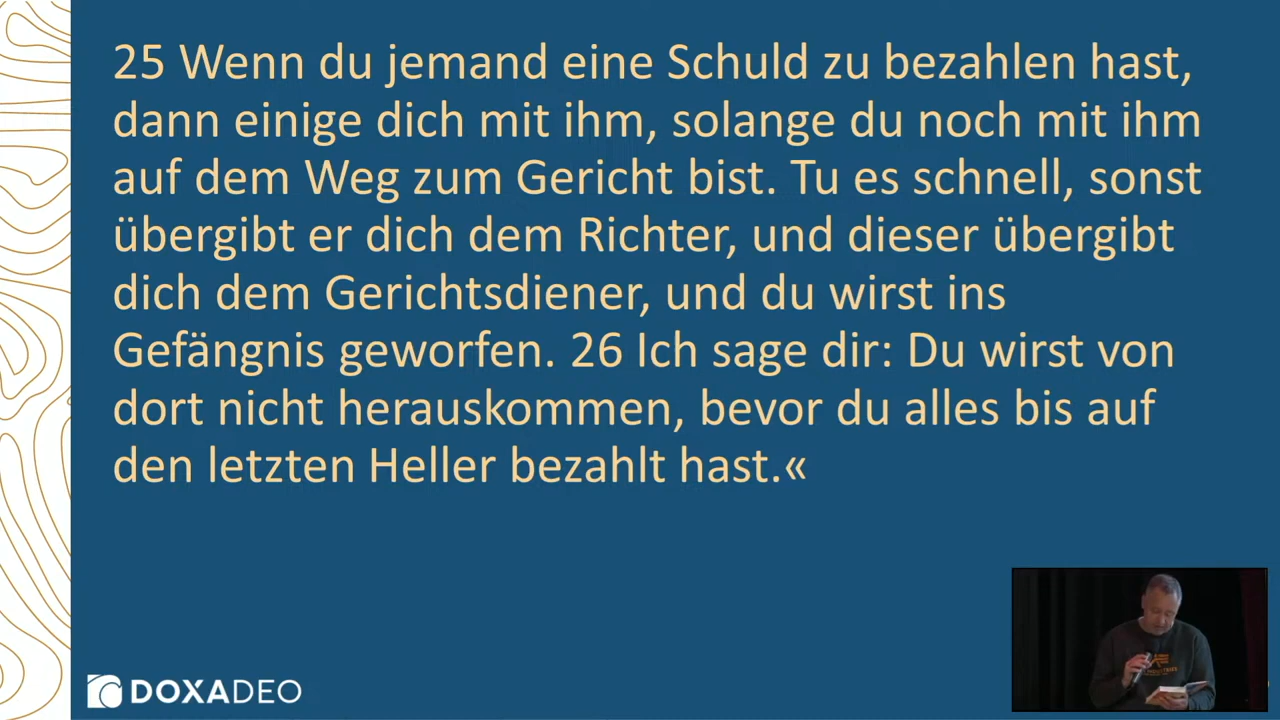 25 Wenn du jemand eine Schuld zu bezahlen hast,
dann einige dich mit ihm, solange du noch mit ihm
auf dem Weg zum Gericht bist. Tu es schnell, sonst
übergibt er dich dem Richter, und dieser übergibt
dich dem Gerichtsdiener, und du wirst ins
Gefängnis geworfen. 26 Ich sage dir: Du wirst von
dort nicht herauskommen, bevor du alles bis auf
den letzten Heller bezahlt hast.«
DOXADEO